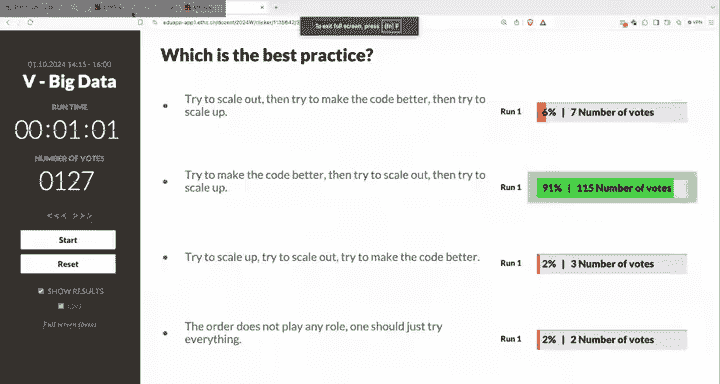 To exit full screen, press fn F
01.10.2024 14:15 - 16:00
V - Big Data
RUN TIME
00:01:01
NUMBER OF VOTES
0127
<<< >>>
Start
Reset
SHOW RESULTS
Which is the best practice?
Try to scale out, then try to make the code better, then try to
scale up.
Run 1
6% | 7 Number of votes
Try to make the code better, then try to scale out, then try to
scale up.
Run 1
91% | 115 Number of votes
Try to scale up, try to scale out, try to make the code better.
Run 1
2% | 3 Number of votes
The order does not play any role, one should just try
everything.
Run 1
2% | 2 Number of votes